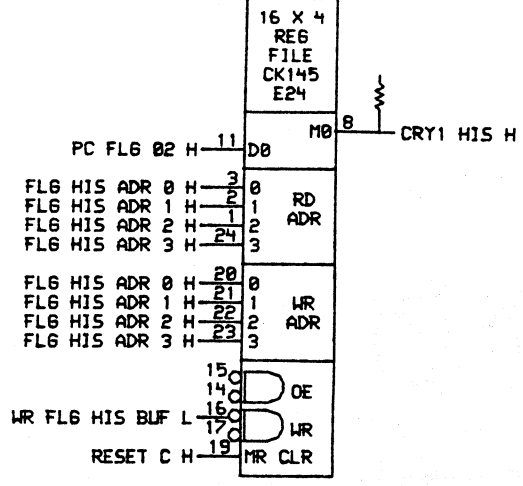 16 X 4
REG
FILE
CK145
E24
M0 8 CRY1 HIS H
PC FLG 02 H 11 D0
FLG HIS ADR 0 H 3 0
FLG HIS ADR 1 H 2 1
RD
FLG HIS ADR 2 H 1 2
ADR
FLG HIS ADR 3 H 24 3
FLG HIS ADR 0 H 20 0
FLG HIS ADR 1 H 21 1
WR
FLG HIS ADR 2 H 22 2
ADR
FLG HIS ADR 3 H 23 3
15
14 OE
WR FLG HIS BUF L 16
17 WR
RESET C H 19 MR CLR